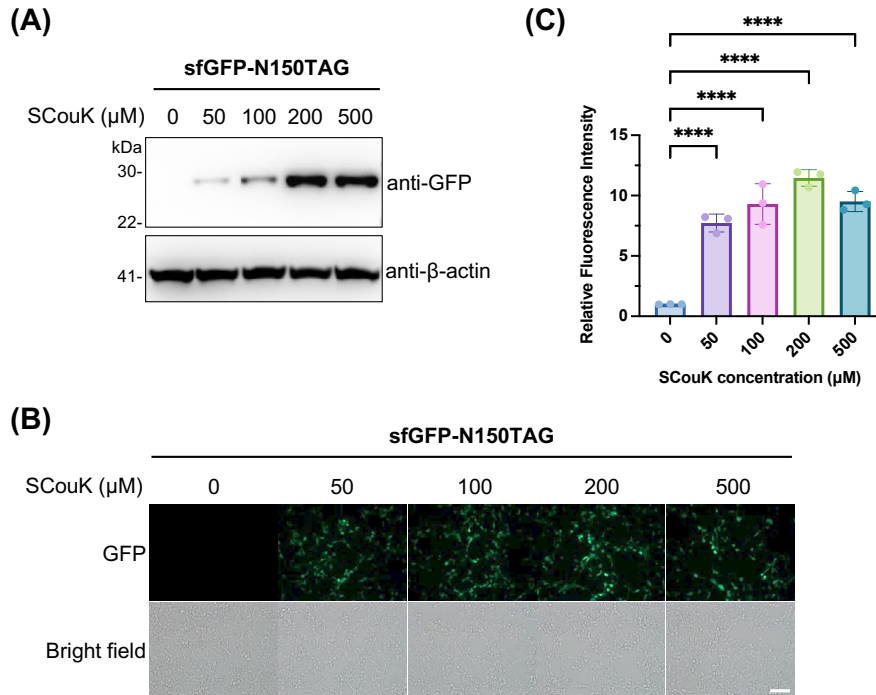 (A)
sfGFP-N150TAG
SCouK (μM) 0 50 100 200 500
kDa
30-
anti-GFP
22-
41-
anti-β-actin
(C)
****
****
****
****
Relative Fluorescence Intensity
15
10
5
0
0 50 100 200 500
SCouK concentration (μM)
(B)
sfGFP-N150TAG
SCouK (μM) 0 50 100 200 500
GFP
Bright field